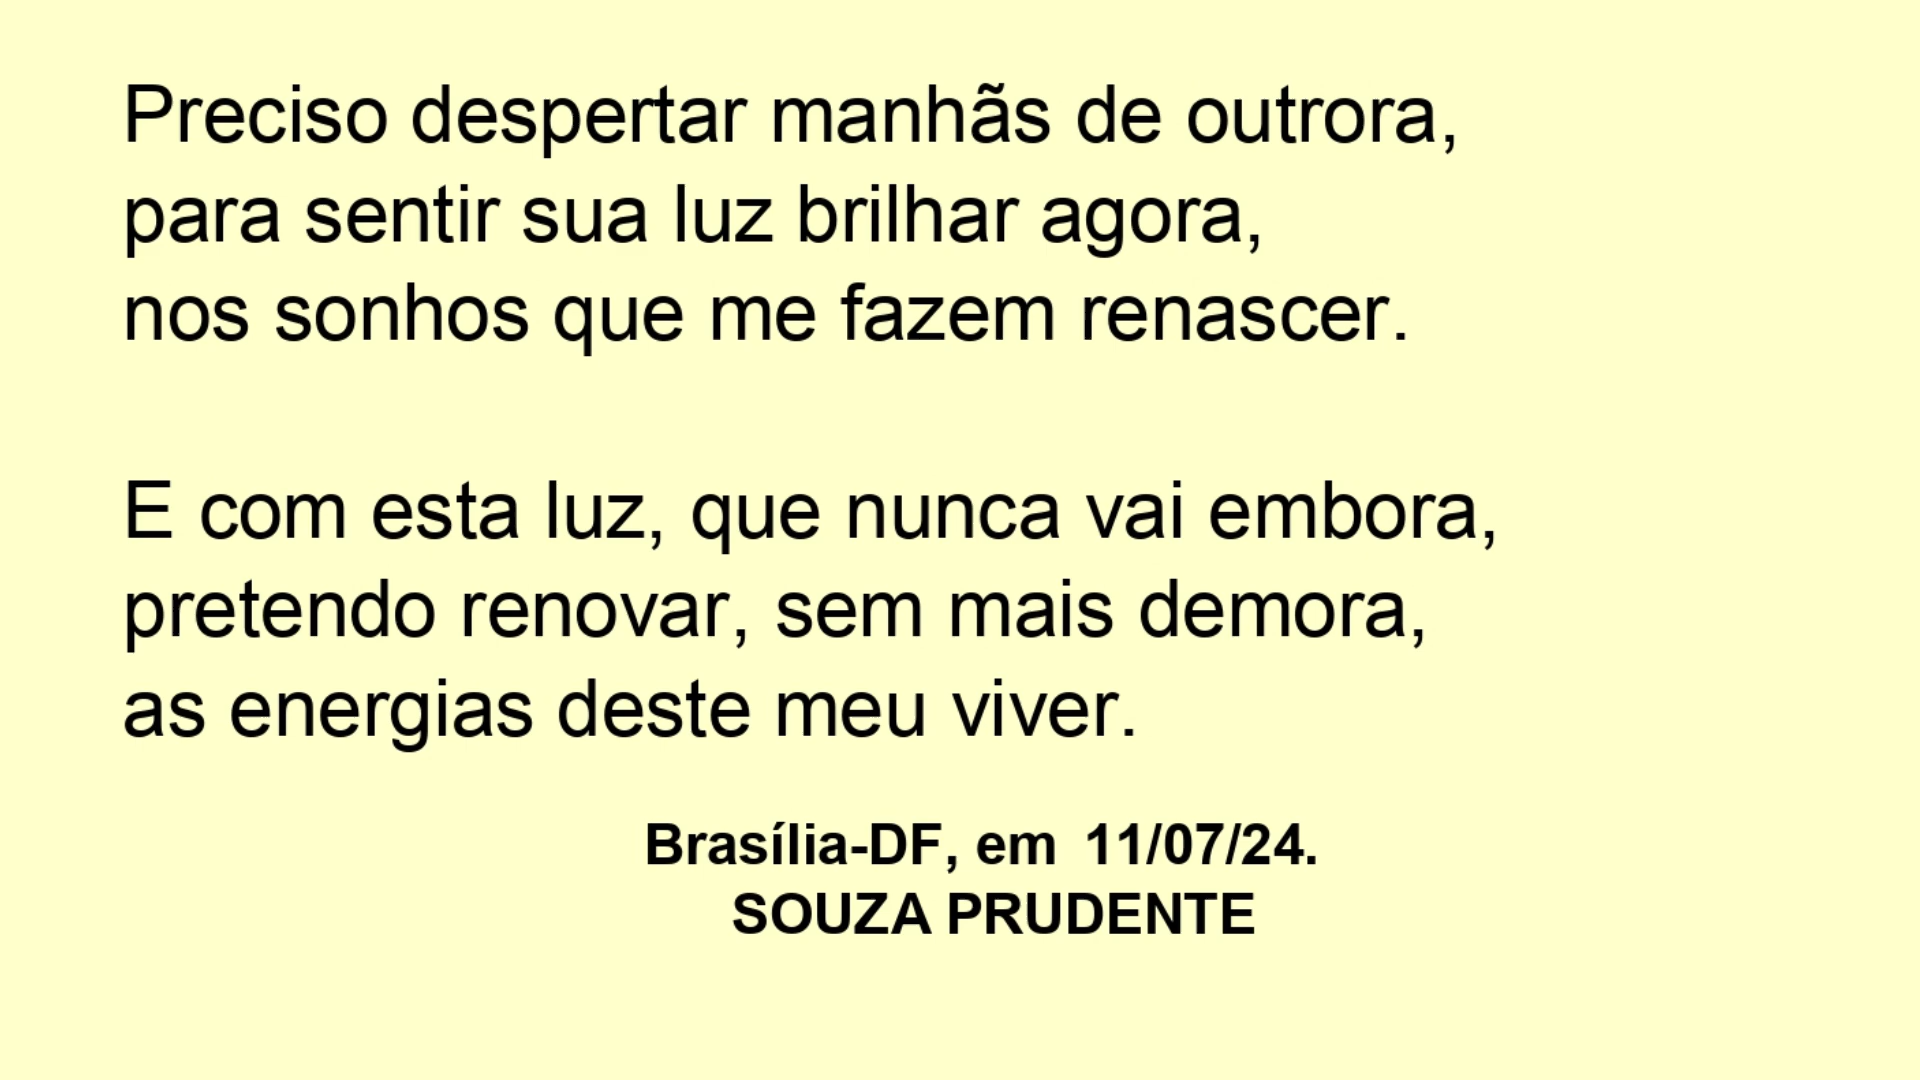 Preciso despertar manhãs de outrora,
para sentir sua luz brilhar agora,
nos sonhos que me fazem renascer.
E com esta luz, que nunca vai embora,
pretendo renovar, sem mais demora,
as energias deste meu viver.
Brasília-DF, em 11/07/24.
SOUZA PRUDENTE